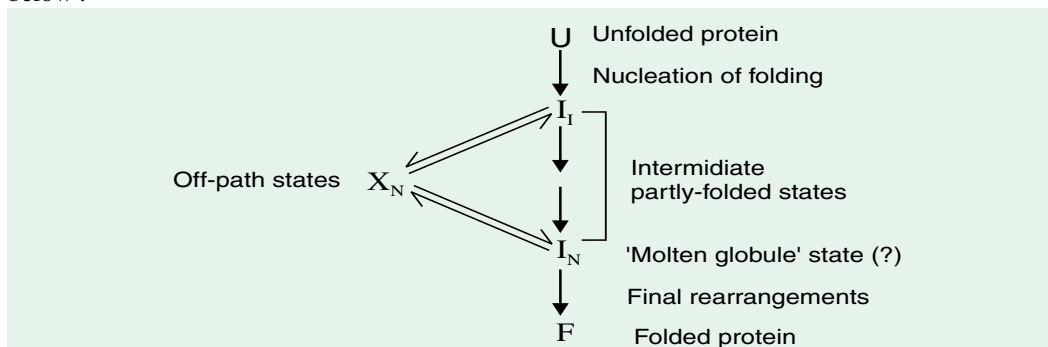 U Unfolded protein
Nucleation of folding
I_I
Off-path states X_N
Intermidiate
partly-folded states
I_N 'Molten globule' state (?)
Final rearrangements
F Folded protein